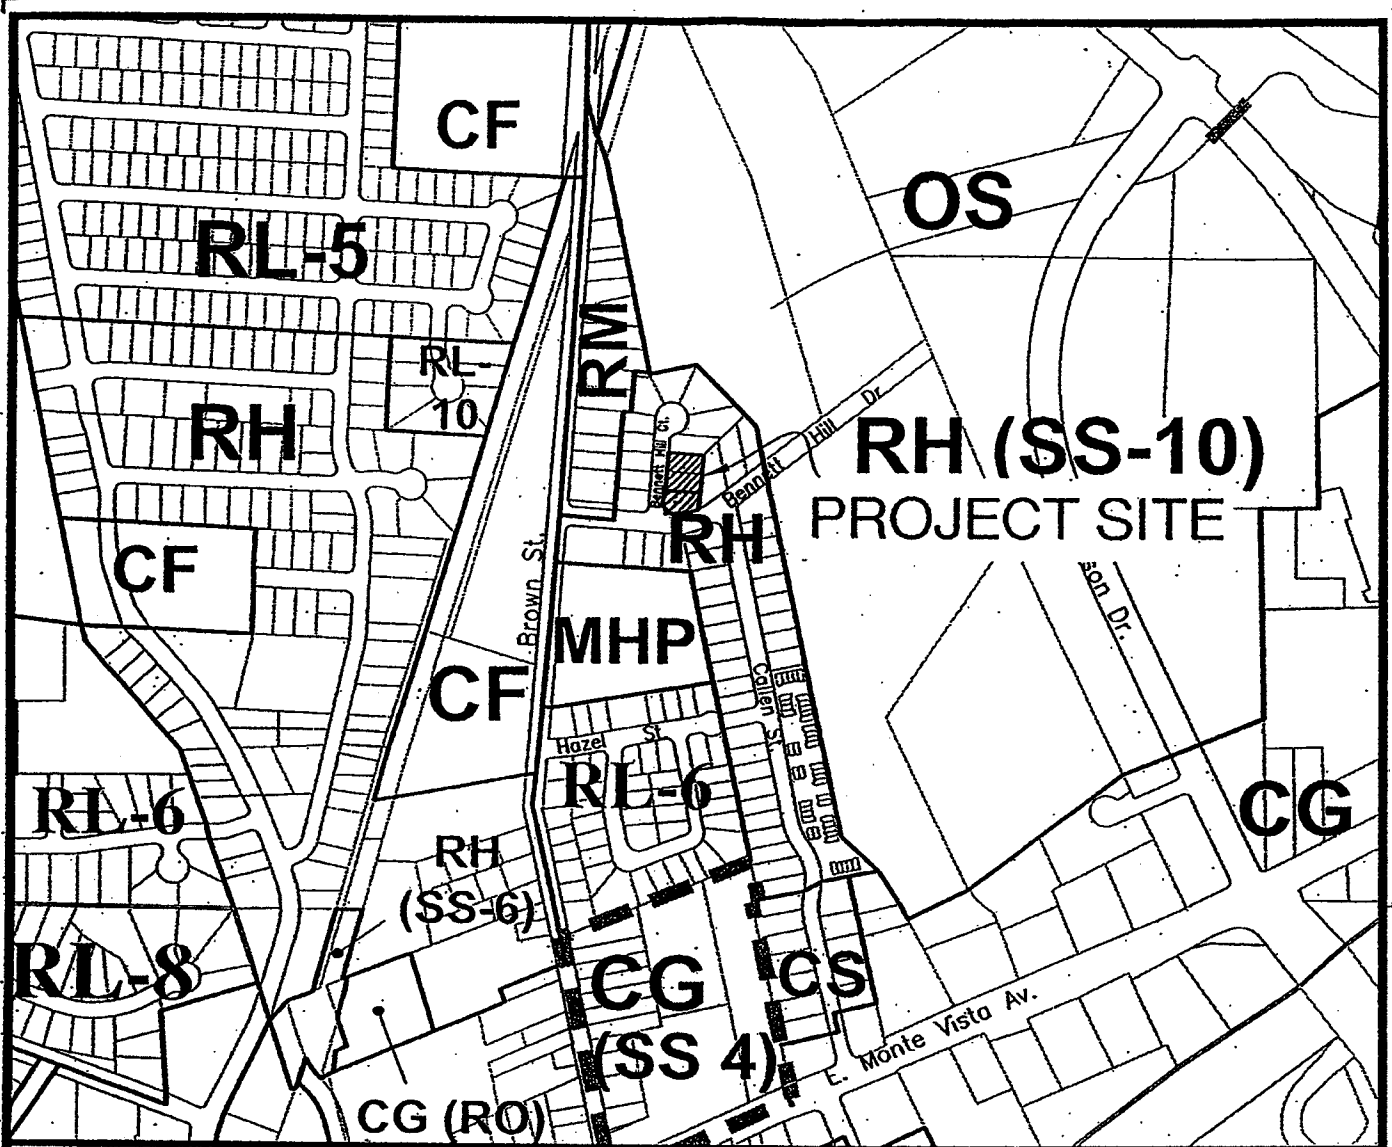 CF
OS
RL-5
RM
RL-
10
RH
Bennett Hill Dr.
Bennett Hill Ct.
RH (SS-10)
PROJECT SITE
RH
CF
Brown St.
MHP
son Dr.
CF
Callen St.
Hazel St.
RL-6
RL-6
CG
RH
(SS-6)
RL-8
CG
(SS 4)
CS
E. Monte Vista Av.
CG (RO)